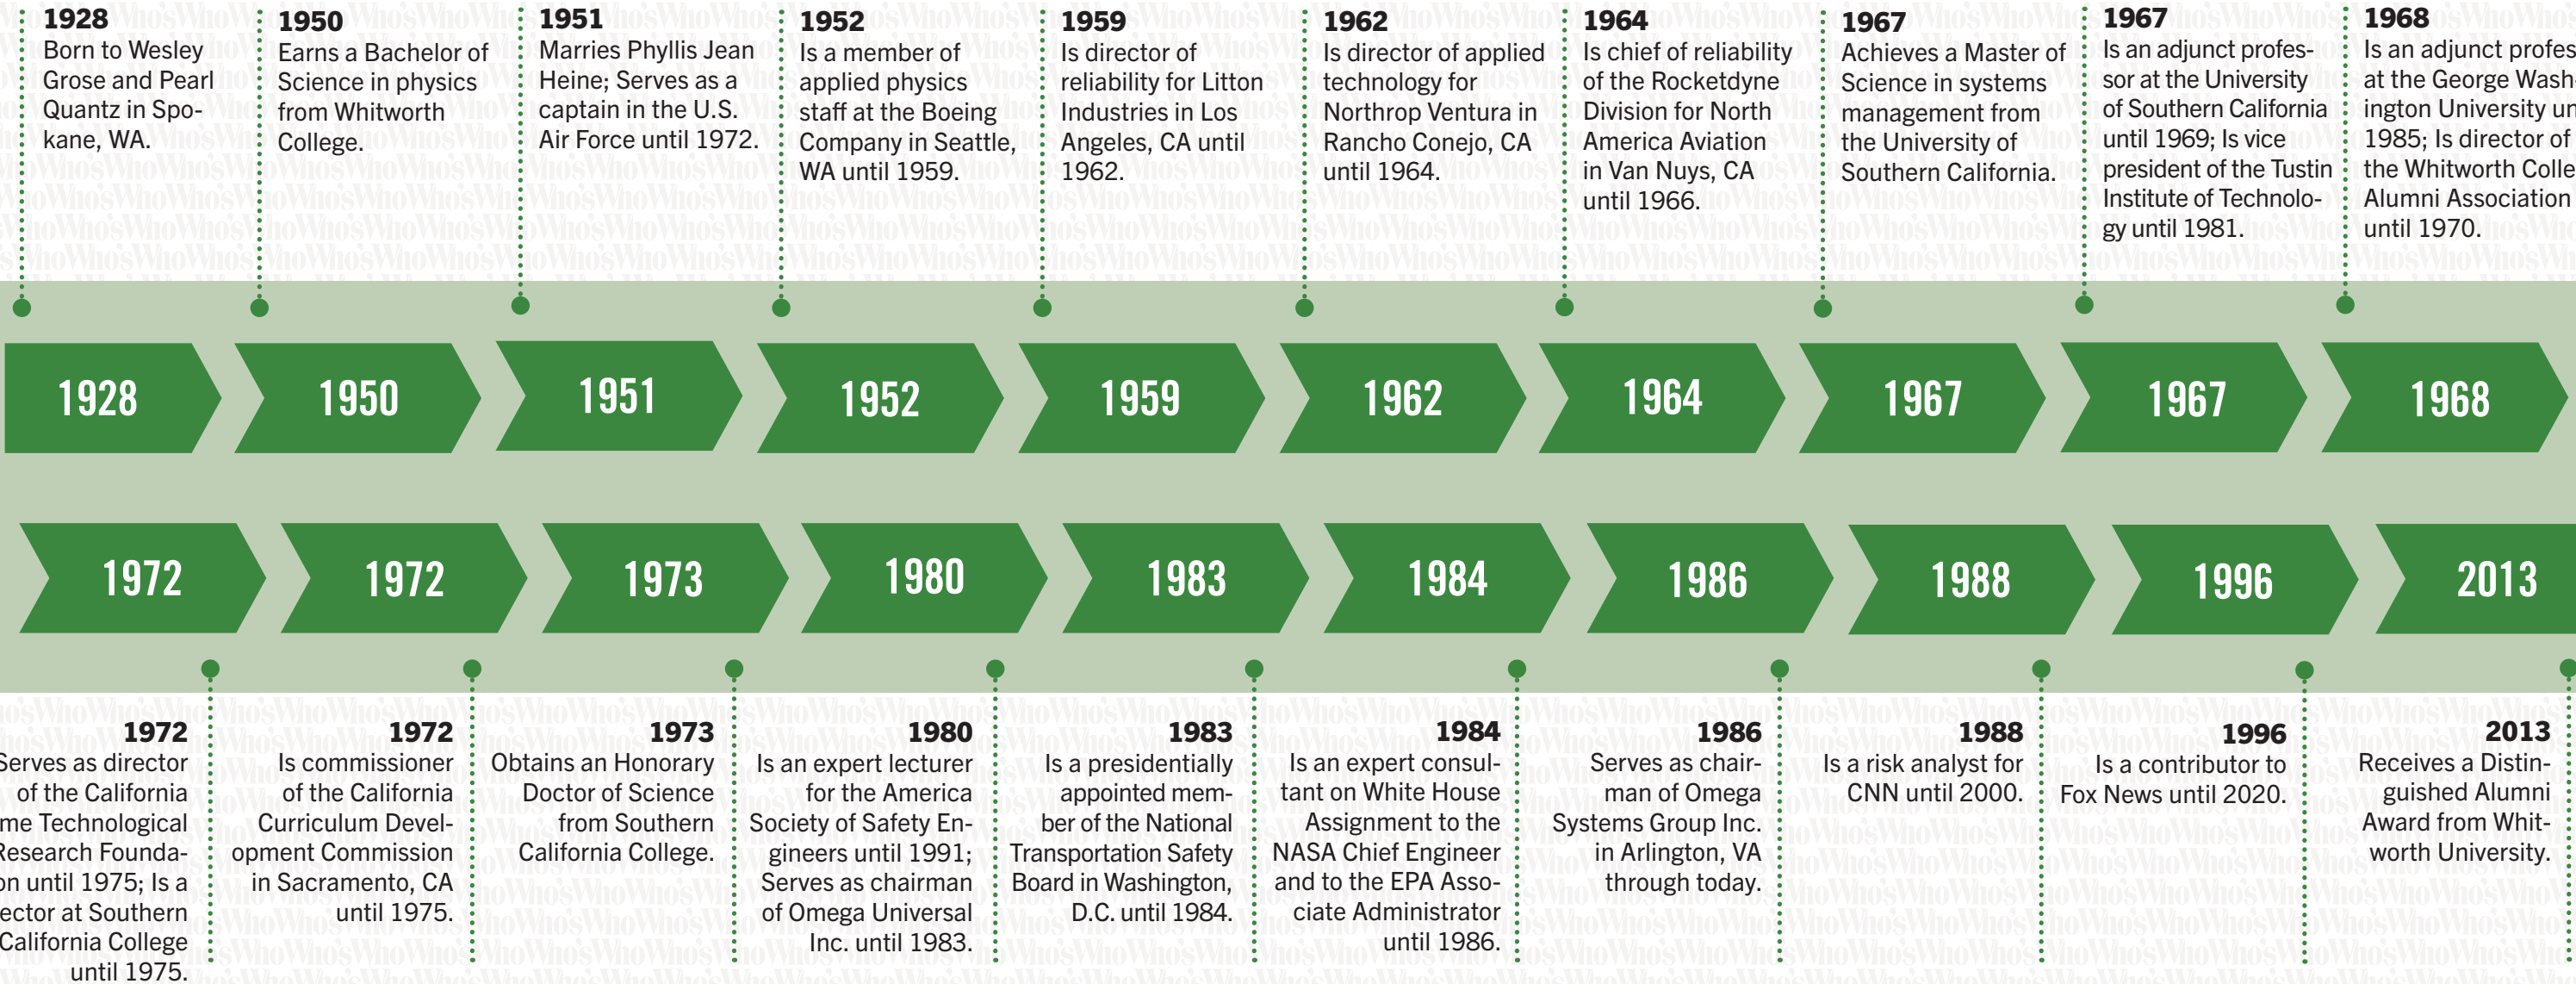 1928
Born to Wesley
Grose and Pearl
Quantz in Spo-
kane, WA.
1950
Earns a Bachelor of
Science in physics
from Whitworth
College.
1951
Marries Phyllis Jean
Heine; Serves as a
captain in the U.S.
Air Force until 1972.
1952
Is a member of
applied physics
staff at the Boeing
Company in Seattle,
WA until 1959.
1959
Is director of
reliability for Litton
Industries in Los
Angeles, CA until
1962.
1962
Is director of applied
technology for
Northrop Ventura in
Rancho Conejo, CA
until 1964.
1964
Is chief of reliability
of the Rocketdyne
Division for North
America Aviation
in Van Nuys, CA
until 1966.
1967
Achieves a Master of
Science in systems
management from
the University of
Southern California.
1967
Is an adjunct profes-
sor at the University
of Southern California
until 1969; Is vice
president of the Tustin
Institute of Technolo-
gy until 1981.
1968
Is an adjunct profes
at the George Wash
ington University un
1985; Is director of
the Whitworth Colle
Alumni Association
until 1970.
1928
1950
1951
1952
1959
1962
1964
1967
1967
1968
1972
1972
1973
1980
1983
1984
1986
1988
1996
2013
1972
Serves as director
of the California
me Technological
Research Founda-
on until 1975; Is a
ector at Southern
California College
until 1975.
1972
Is commissioner
of the California
Curriculum Devel-
opment Commission
in Sacramento, CA
until 1975.
1973
Obtains an Honorary
Doctor of Science
from Southern
California College.
1980
Is an expert lecturer
for the America
Society of Safety En-
gineers until 1991;
Serves as chairman
of Omega Universal
Inc. until 1983.
1983
Is a presidentially
appointed mem-
ber of the National
Transportation Safety
Board in Washington,
D.C. until 1984.
1984
Is an expert consul-
tant on White House
Assignment to the
NASA Chief Engineer
and to the EPA Asso-
ciate Administrator
until 1986.
1986
Serves as chair-
man of Omega
Systems Group Inc.
in Arlington, VA
through today.
1988
Is a risk analyst for
CNN until 2000.
1996
Is a contributor to
Fox News until 2020.
2013
Receives a Distin-
guished Alumni
Award from Whit-
worth University.